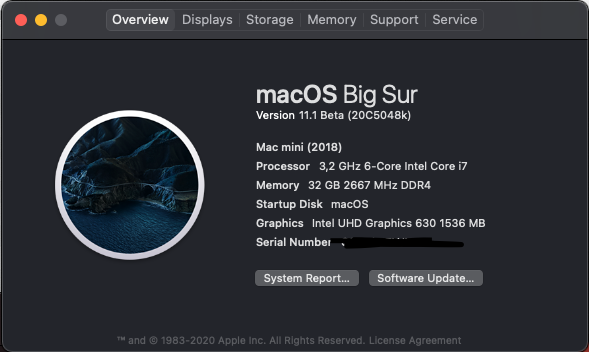 Overview Displays Storage Memory Support Service
macOS Big Sur
Version 11.1 Beta (20C5048k)
Mac mini (2018)
Processor 3,2 GHz 6-Core Intel Core i7
Memory 32 GB 2667 MHz DDR4
Startup Disk macOS
Graphics Intel UHD Graphics 630 1536 MB
Serial Number
System Report... Software Update...
™ and © 1983-2020 Apple Inc. All Rights Reserved. License Agreement